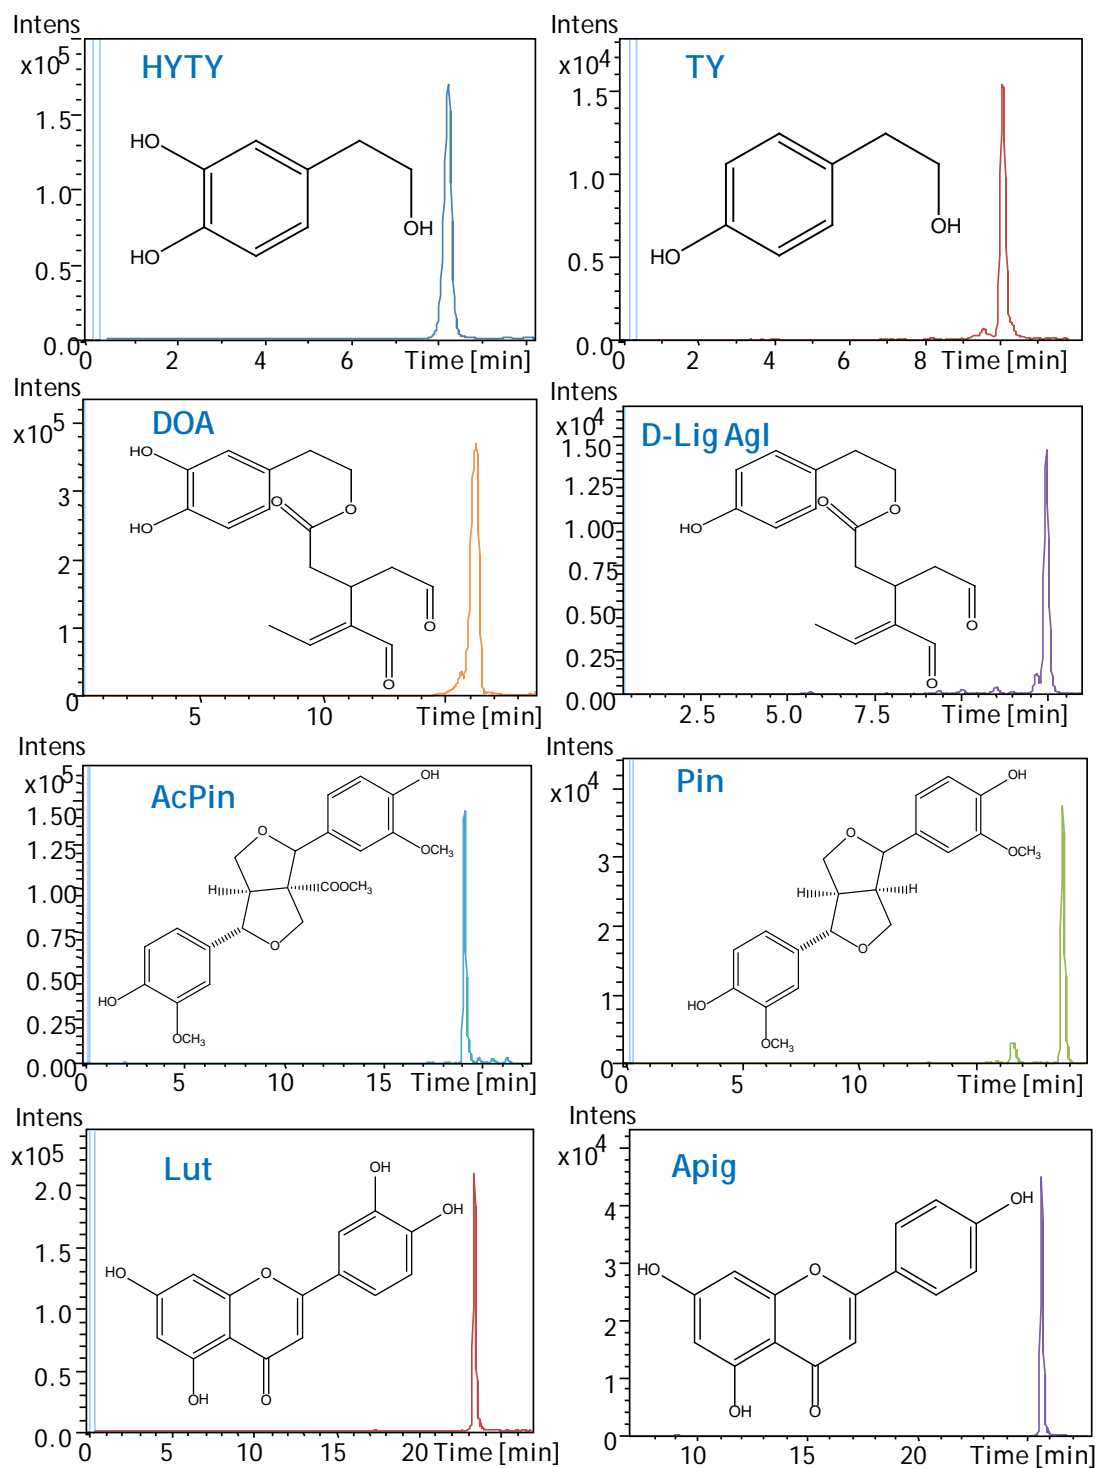 Intens
x105
HYTY
1.5
1.0
0.5
0.0
HO
HO
OH
2 4 6 Time [min]
Intens
x104
TY
1.5
1.0
0.5
0.0
HO
OH
0 2 4 6 8 Time [min]
Intens
x105
DOA
3
2
1
0
HO
HO
O
O
O
O
5 10 Time [min]
Intens
x104
D-Lig Agl
1.50
1.25
1.00
0.75
0.50
0.25
0.00
HO
O
O
O
O
2.5 5.0 7.5 Time [min]
Intens
x105
AcPin
1.50
1.25
1.00
0.75
0.50
0.25
0.00
OH
OCH3
O
H
COOCH3
O
HO
OCH3
0 5 10 15 Time [min]
Intens
x104
Pin
3
2
1
0
OH
OCH3
O
H
H
O
HO
OCH3
0 5 10 Time [min]
Intens
x105
Lut
2.0
1.5
1.0
0.5
0.0
OH
OH
HO
O
OH
O
0 5 10 15 20 Time [min]
Intens
x104
Apig
4
3
2
1
1
OH
HO
O
OH
O
10 15 20 Time [min]